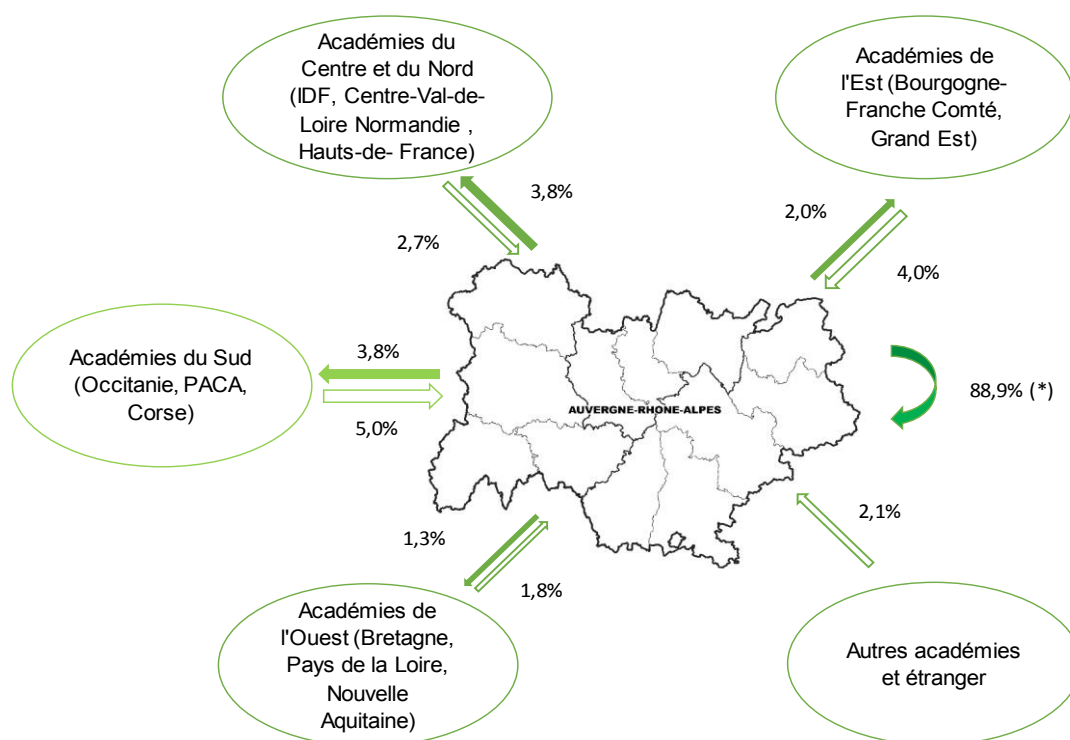 Académies du
Centre et du Nord
(IDF, Centre-Val-de-
Loire Normandie ,
Hauts-de- France)
Académies de
l'Est (Bourgogne-
Franche Comté,
Grand Est)
3,8%
2,7%
2,0%
4,0%
Académies du Sud
(Occitanie, PACA,
Corse)
3,8%
5,0%
AUVERGNE-RHONE-ALPES
88,9% (*)
1,3%
1,8%
2,1%
Académies de
l'Ouest (Bretagne,
Pays de la Loire,
Nouvelle
Aquitaine)
Autres académies
et étranger